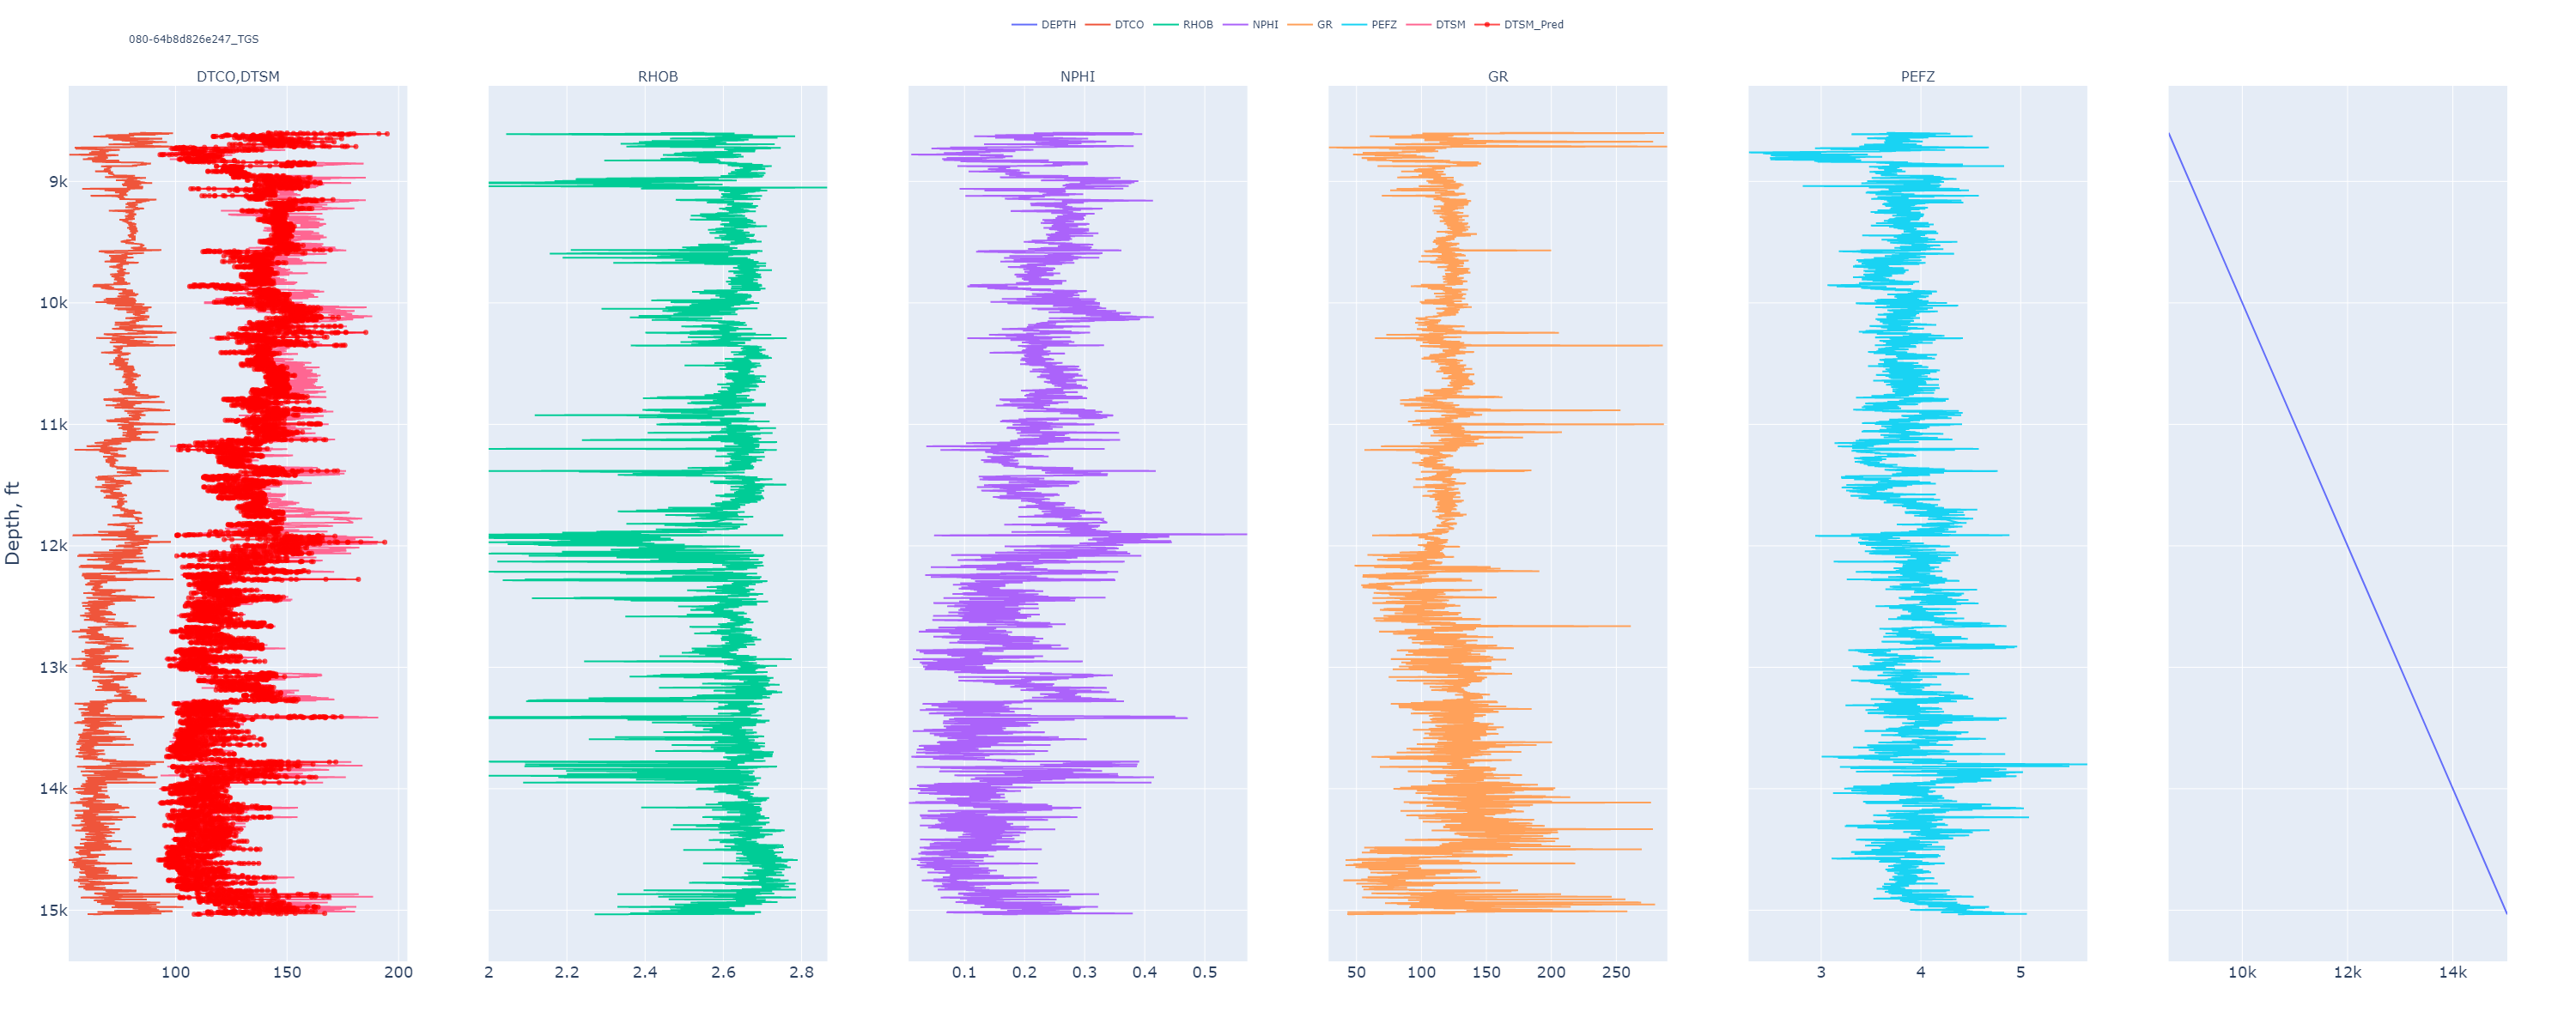 DEPTH DTCO RHOB NPHI GR PEFZ DTSM DTSM_Pred
080-64b8d826e247_TGS
DTCO,DTSM RHOB NPHI GR PEFZ
9k
10k
11k
12k
13k
14k
15k
Depth, ft
100 150 200 2 2.2 2.4 2.6 2.8 0.1 0.2 0.3 0.4 0.5 50 100 150 200 250 3 4 5 10k 12k 14k